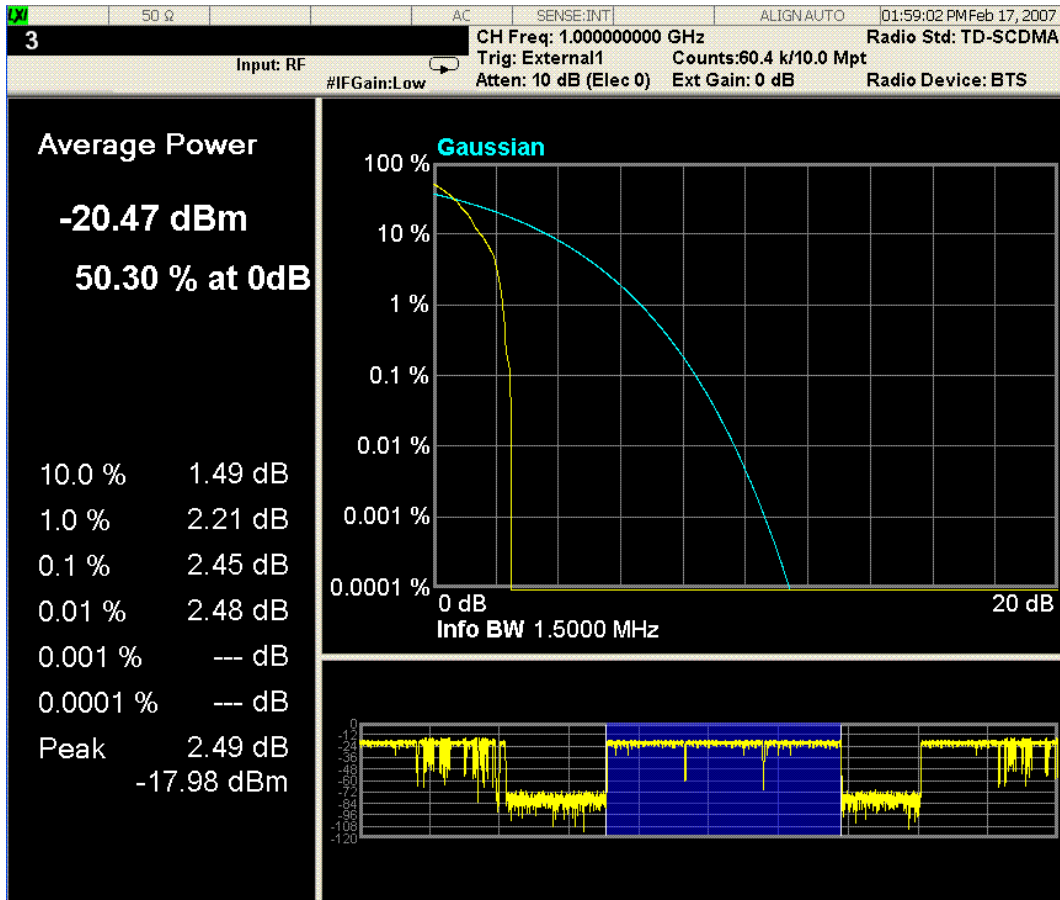 LXI 50 Ω AC SENSE:INT ALIGN AUTO 01:59:02 PM Feb 17, 2007
3 CH Freq: 1.000000000 GHz Radio Std: TD-SCDMA
Input: RF Trig: External1 Counts:60.4 k/10.0 Mpt
#IFGain:Low Atten: 10 dB (Elec 0) Ext Gain: 0 dB Radio Device: BTS
Average Power
-20.47 dBm
50.30 % at 0dB
10.0 % 1.49 dB
1.0 % 2.21 dB
0.1 % 2.45 dB
0.01 % 2.48 dB
0.001 % --- dB
0.0001 % --- dB
Peak 2.49 dB
-17.98 dBm
Gaussian
100 %
10 %
1 %
0.1 %
0.01 %
0.001 %
0.0001 %
0 dB 20 dB
Info BW 1.5000 MHz
0
-12
-24
-36
-48
-60
-72
-84
-96
-108
-120